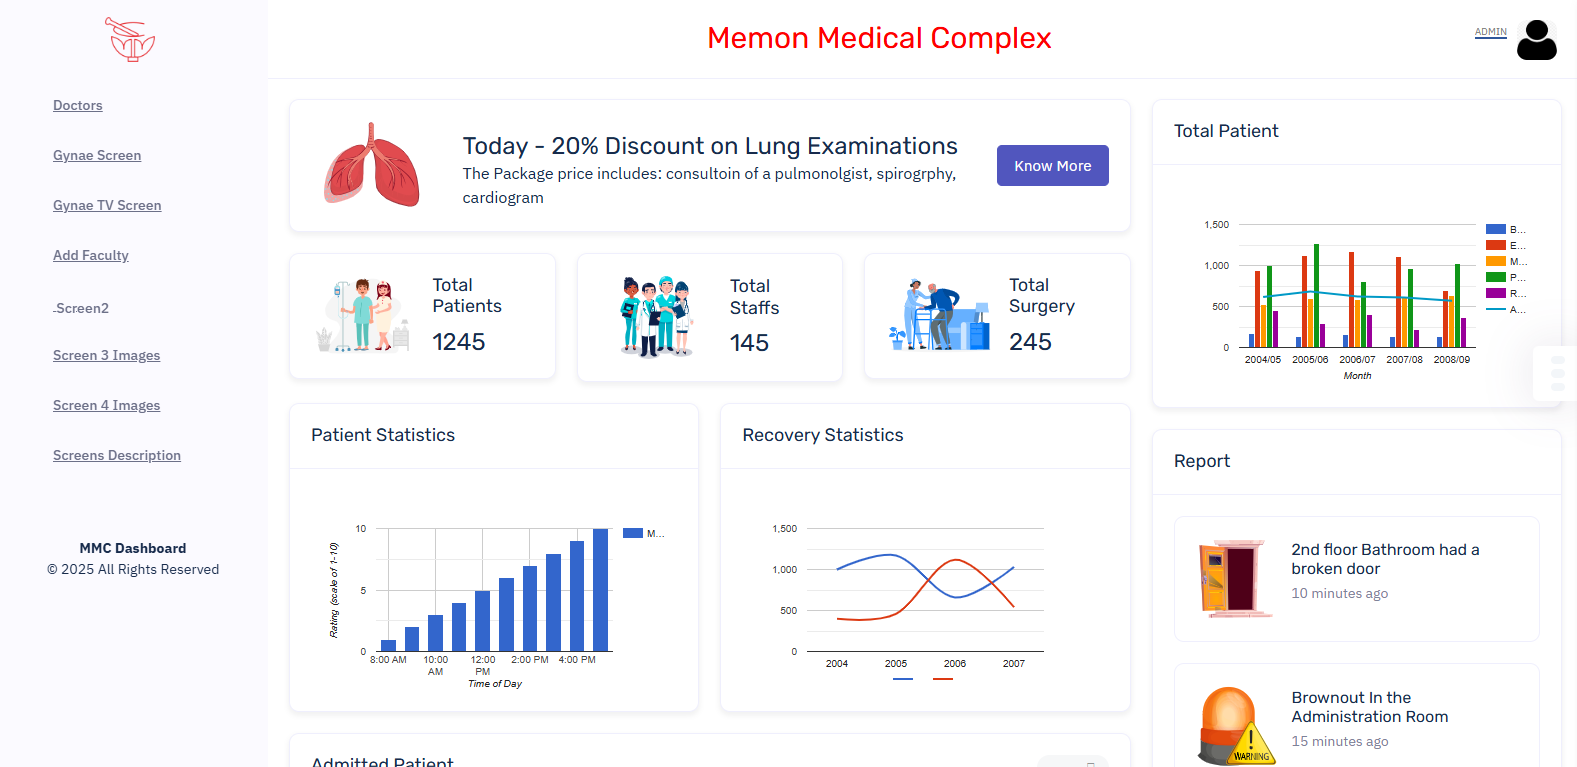 Memon Medical Complex
ADMIN
Doctors
Gynae Screen
Gynae TV Screen
Add Faculty
Screen2
Screen 3 Images
Screen 4 Images
Screens Description
MMC Dashboard
© 2025 All Rights Reserved
Today - 20% Discount on Lung Examinations
The Package price includes: consultoin of a pulmonolgist, spirogrphy,
cardiogram
Know More
Total
Patients
1245
Total
Staffs
145
Total
Surgery
245
Patient Statistics
10
5
0
Rating (scale of 1-10)
8:00 AM
10:00
AM
12:00
PM
2:00 PM
4:00 PM
Time of Day
M...
Recovery Statistics
1,500
1,000
500
0
2004
2005
2006
2007
Admitted Patient
Total Patient
1,500
1,000
500
0
2004/05
2005/06
2006/07
2007/08
2008/09
Month
B...
E...
M...
P...
R...
A...
Report
2nd floor Bathroom had a
broken door
10 minutes ago
Brownout In the
Administration Room
15 minutes ago
WARNING